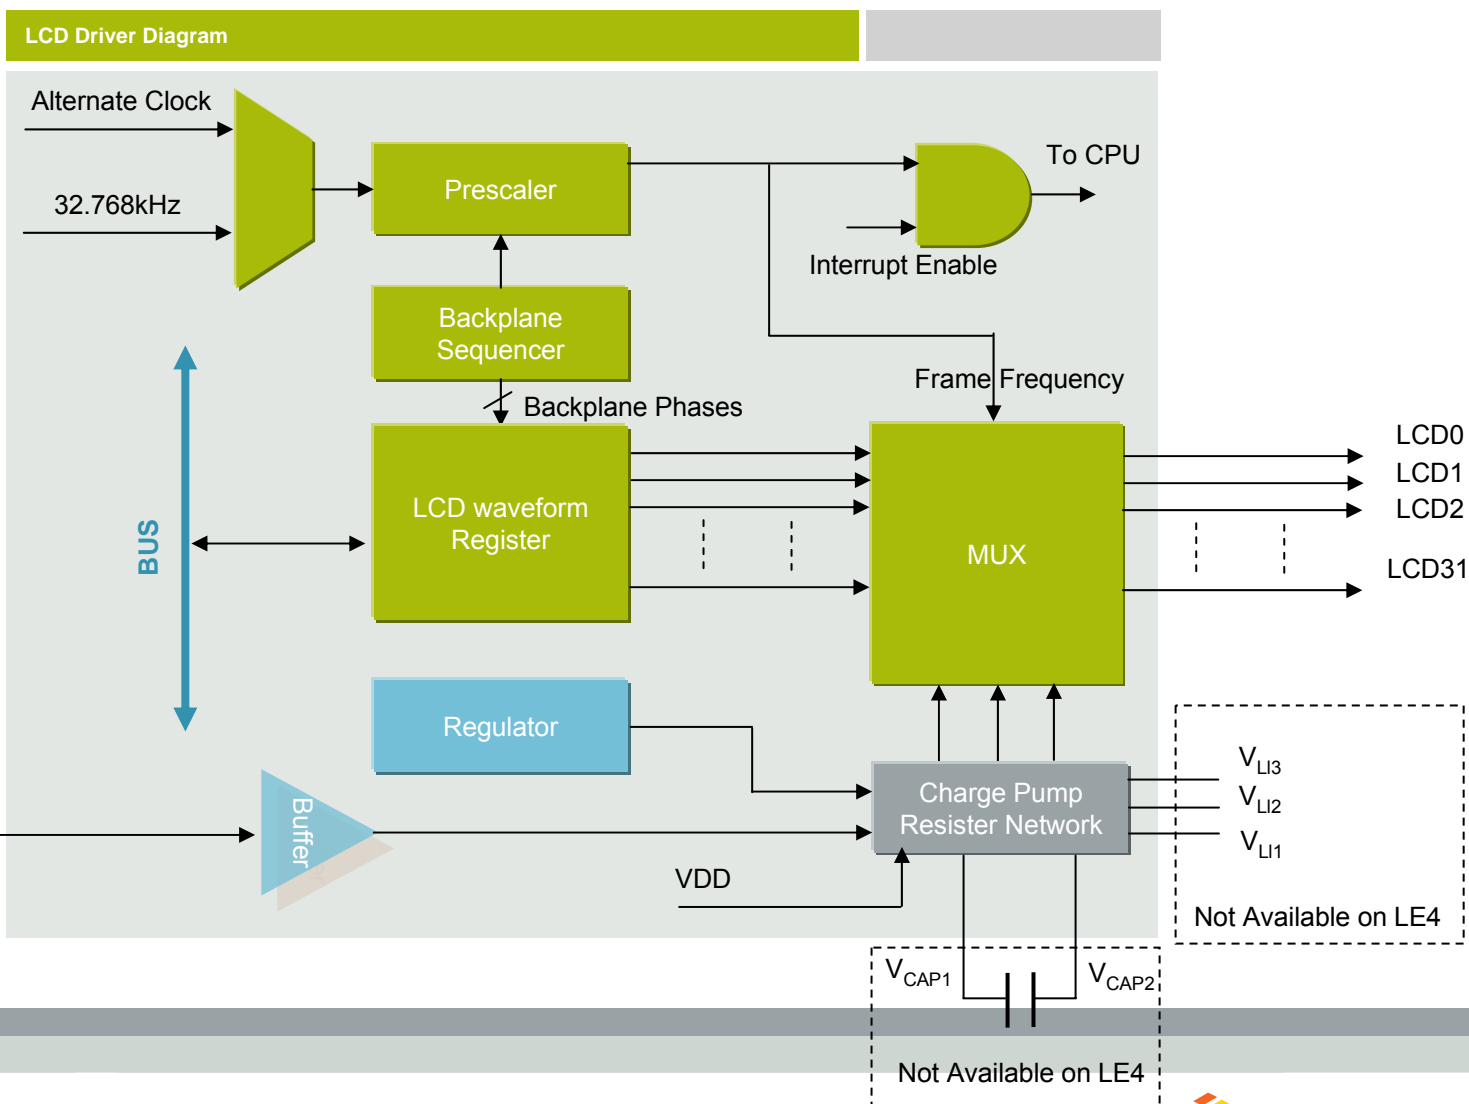 LCD Driver Diagram
Alternate Clock
32.768kHz
Prescaler
To CPU
Interrupt Enable
Backplane
Sequencer
Frame Frequency
Backplane Phases
BUS
LCD waveform
Register
MUX
LCD0
LCD1
LCD2
LCD31
Regulator
Buffer
Charge Pump
Resister Network
VLI3
VLI2
VLI1
VDD
Not Available on LE4
VCAP1
VCAP2
Not Available on LE4